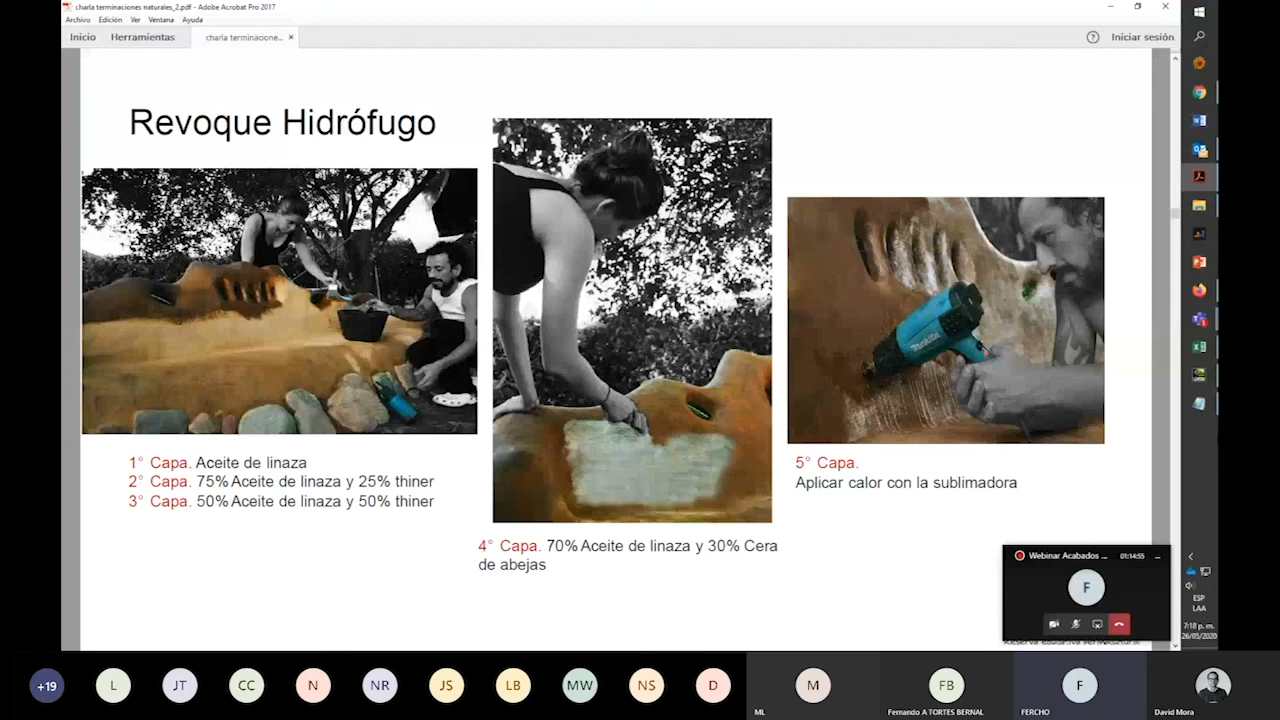 charla terminaciones naturales_2.pdf - Adobe Acrobat Pro 2017
Archivo Edición Ver Ventana Ayuda
Inicio Herramientas charla terminacione... × Iniciar sesión
Revoque Hidrófugo
makita
1° Capa. Aceite de linaza
2° Capa. 75% Aceite de linaza y 25% thiner
3° Capa. 50% Aceite de linaza y 50% thiner
4° Capa. 70% Aceite de linaza y 30% Cera
de abejas
5° Capa.
Aplicar calor con la sublimadora
Webinar Acabados ... 01:14:55
F
ESP
LAA
7:18 p. m.
26/05/2020
+19 L JT CC N NR JS LB MW NS D M FB F
ML Fernando A TORTES BERNAL FERCHO David Mora